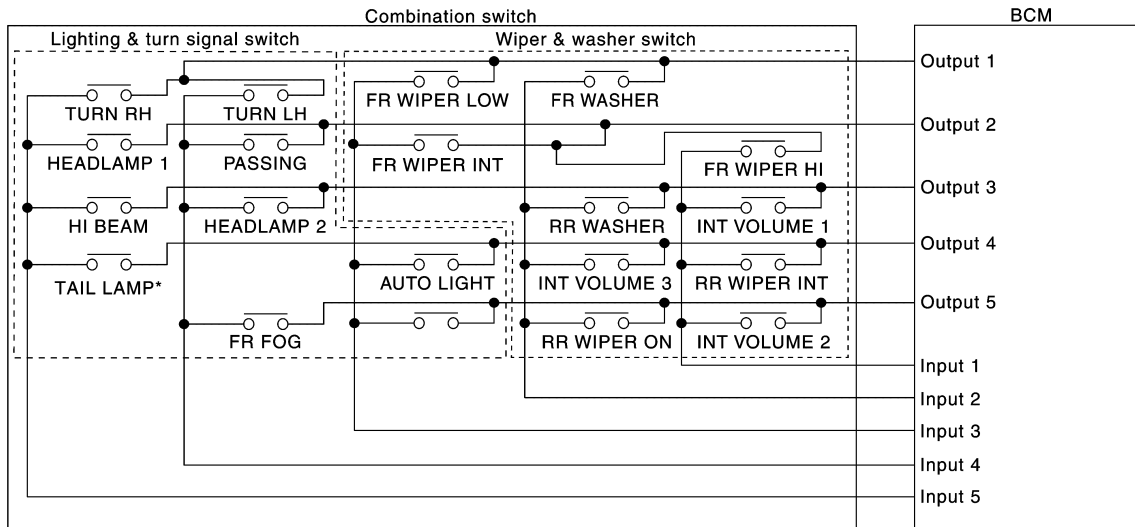 Combination switch
BCM
Lighting & turn signal switch
Wiper & washer switch
Output 1
TURN RH
TURN LH
FR WIPER LOW
FR WASHER
Output 2
HEADLAMP 1
PASSING
FR WIPER INT
FR WIPER HI
Output 3
HI BEAM
HEADLAMP 2
RR WASHER
INT VOLUME 1
Output 4
TAIL LAMP*
AUTO LIGHT
INT VOLUME 3
RR WIPER INT
Output 5
FR FOG
RR WIPER ON
INT VOLUME 2
Input 1
Input 2
Input 3
Input 4
Input 5